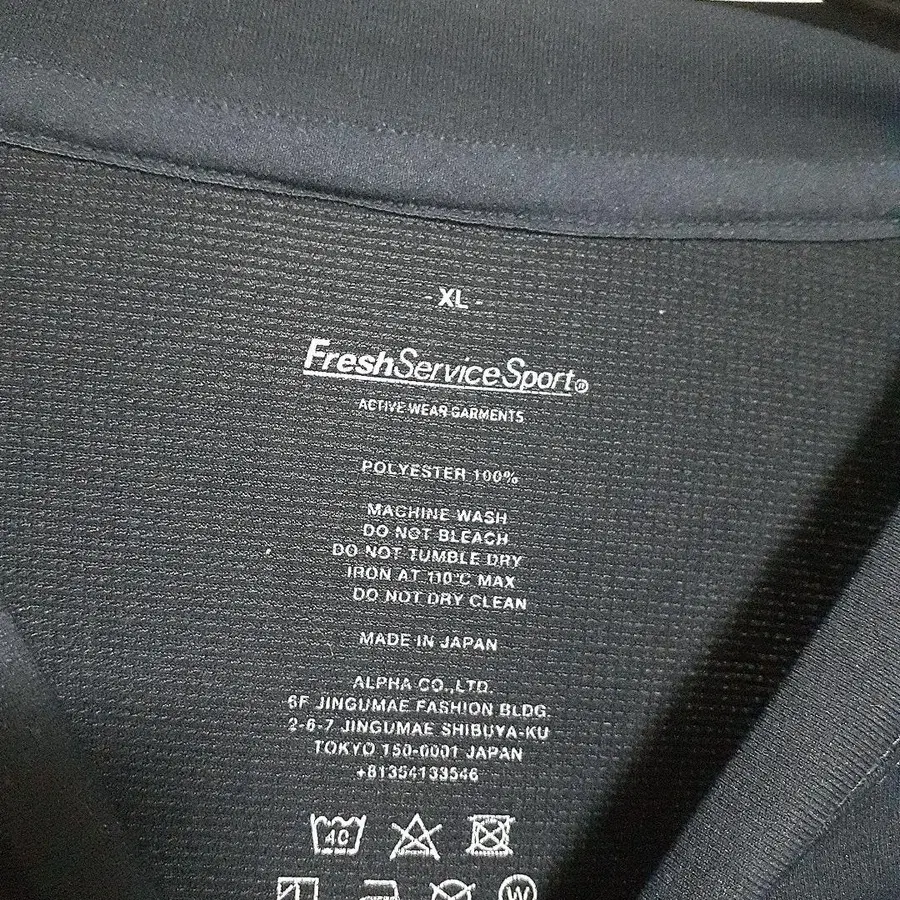 - XL -
FreshServiceSport®
ACTIVE WEAR GARMENTS
POLYESTER 100%
MACHINE WASH
DO NOT BLEACH
DO NOT TUMBLE DRY
IRON AT 110°C MAX
DO NOT DRY CLEAN
MADE IN JAPAN
ALPHA CO.,LTD.
6F JINGUMAE FASHION BLDG.
2-6-7 JINGUMAE SHIBUYA-KU
TOKYO 150-0001 JAPAN
+81354133546
40
W